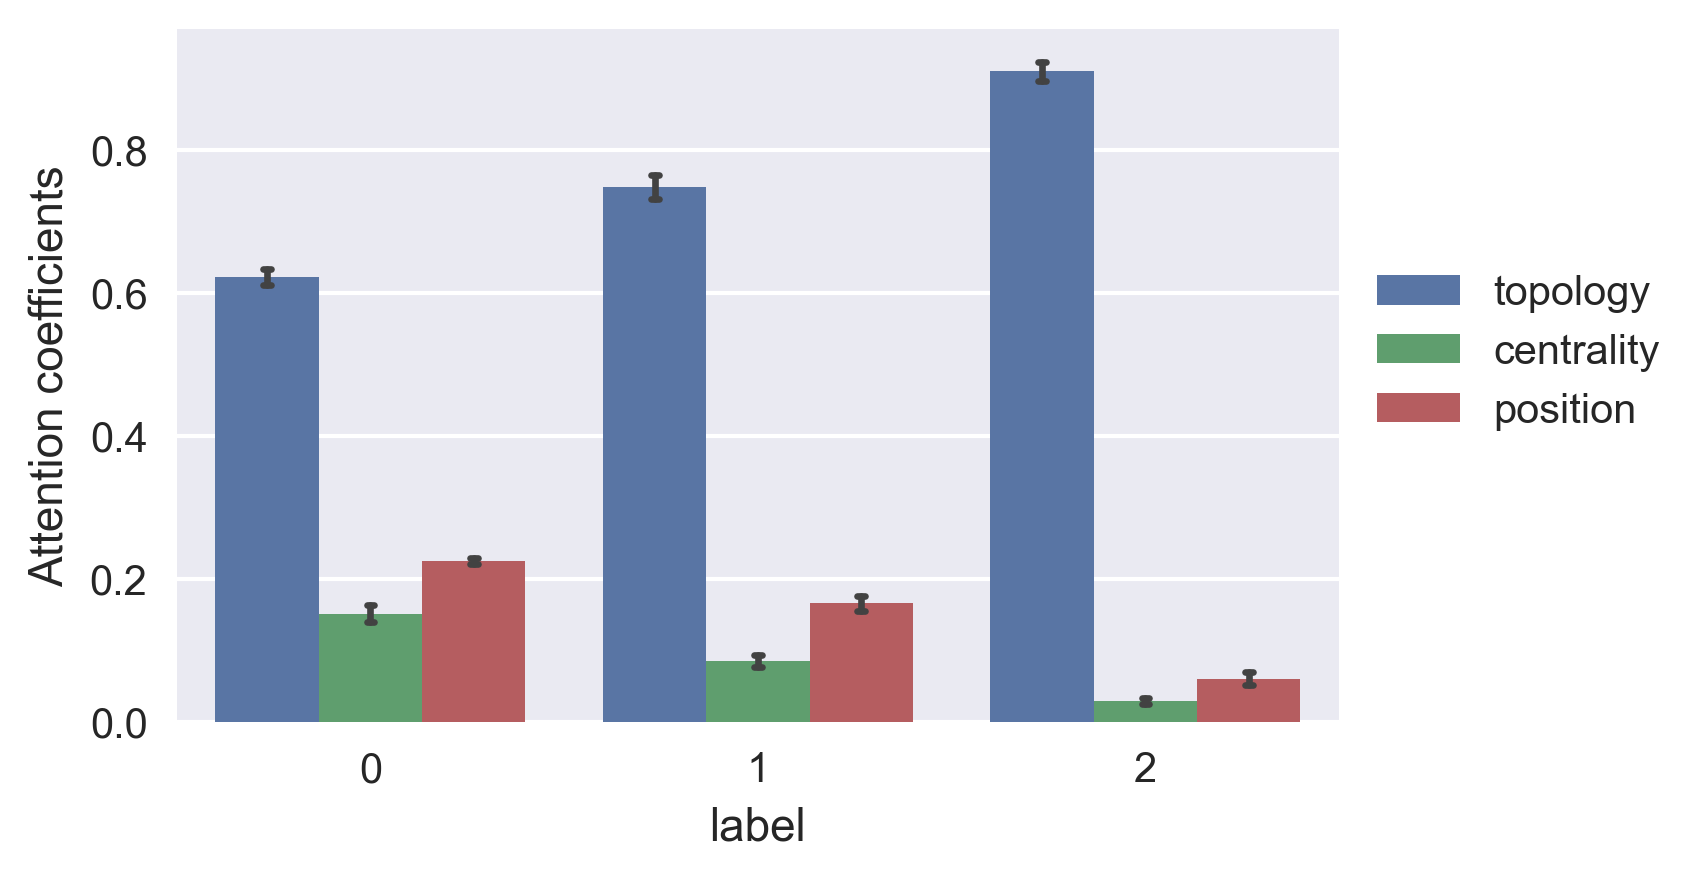 Attention coefficients
0.8
0.6
0.4
0.2
0.0
0 1 2
label
topology
centrality
position